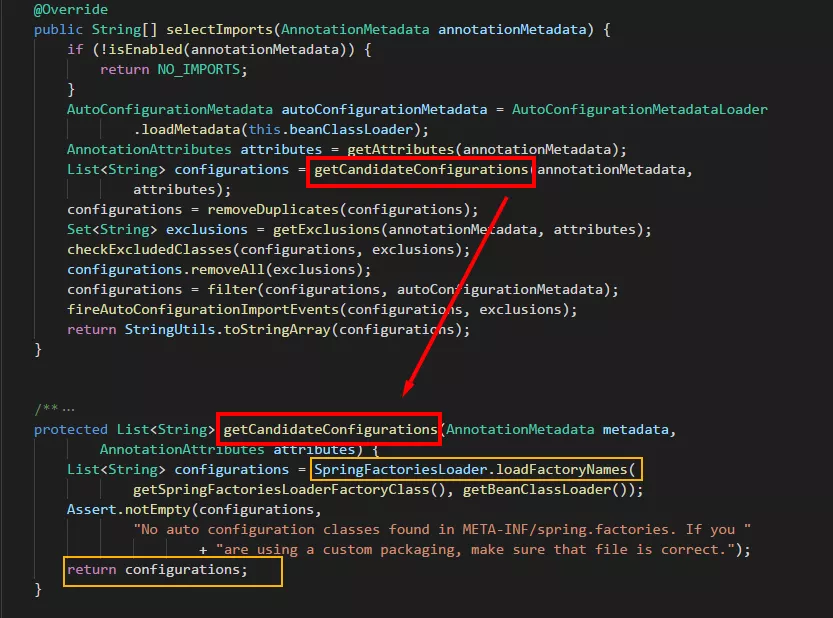 @Override
public String[] selectImports(AnnotationMetadata annotationMetadata) {
if (!isEnabled(annotationMetadata)) {
return NO_IMPORTS;
}
AutoConfigurationMetadata autoConfigurationMetadata = AutoConfigurationMetadataLoader
.loadMetadata(this.beanClassLoader);
AnnotationAttributes attributes = getAttributes(annotationMetadata);
List<String> configurations = getCandidateConfigurations(annotationMetadata,
attributes);
configurations = removeDuplicates(configurations);
Set<String> exclusions = getExclusions(annotationMetadata, attributes);
checkExcludedClasses(configurations, exclusions);
configurations.removeAll(exclusions);
configurations = filter(configurations, autoConfigurationMetadata);
fireAutoConfigurationImportEvents(configurations, exclusions);
return StringUtils.toStringArray(configurations);
}
/** ...
protected List<String> getCandidateConfigurations(AnnotationMetadata metadata,
AnnotationAttributes attributes) {
List<String> configurations = SpringFactoriesLoader.loadFactoryNames(
getSpringFactoriesLoaderFactoryClass(), getBeanClassLoader());
Assert.notEmpty(configurations,
"No auto configuration classes found in META-INF/spring.factories. If you "
+ "are using a custom packaging, make sure that file is correct.");
return configurations;
}